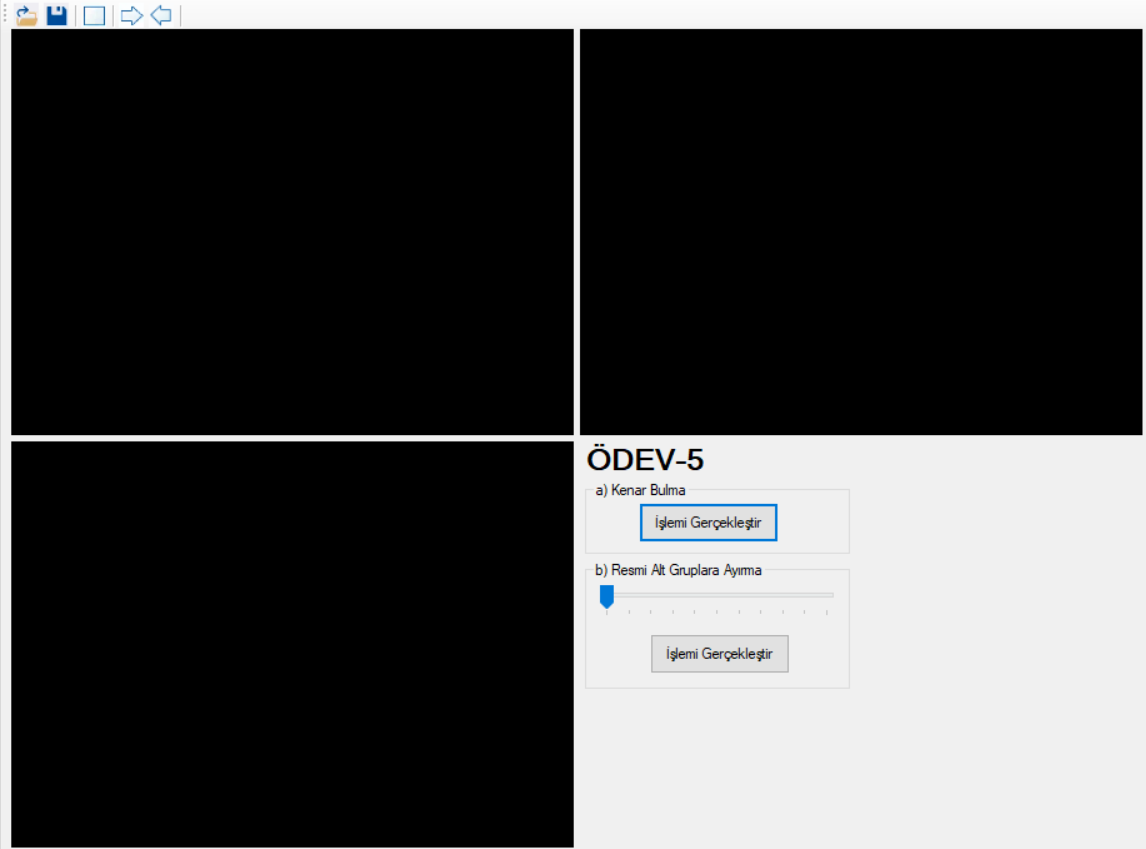 ÖDEV-5
a) Kenar Bulma
İşlemi Gerçekleştir
b) Resmi Alt Gruplara Ayırma
İşlemi Gerçekleştir